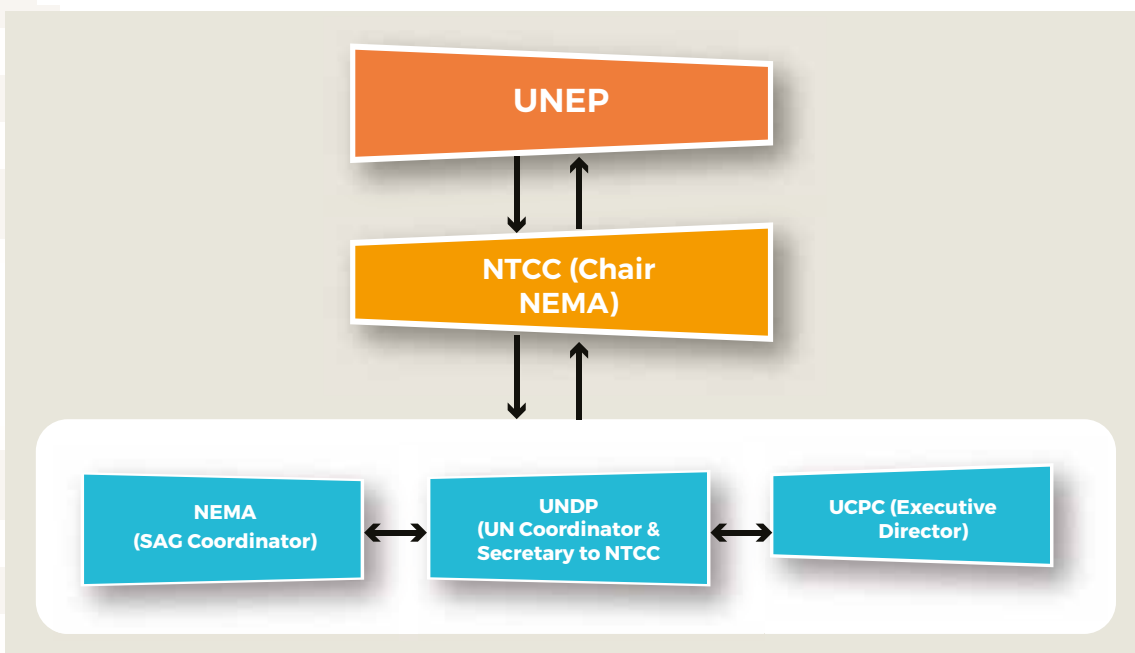 UNEP
NTCC (Chair
NEMA)
NEMA
(SAG Coordinator)
UNDP
(UN Coordinator &
Secretary to NTCC
UCPC (Executive
Director)